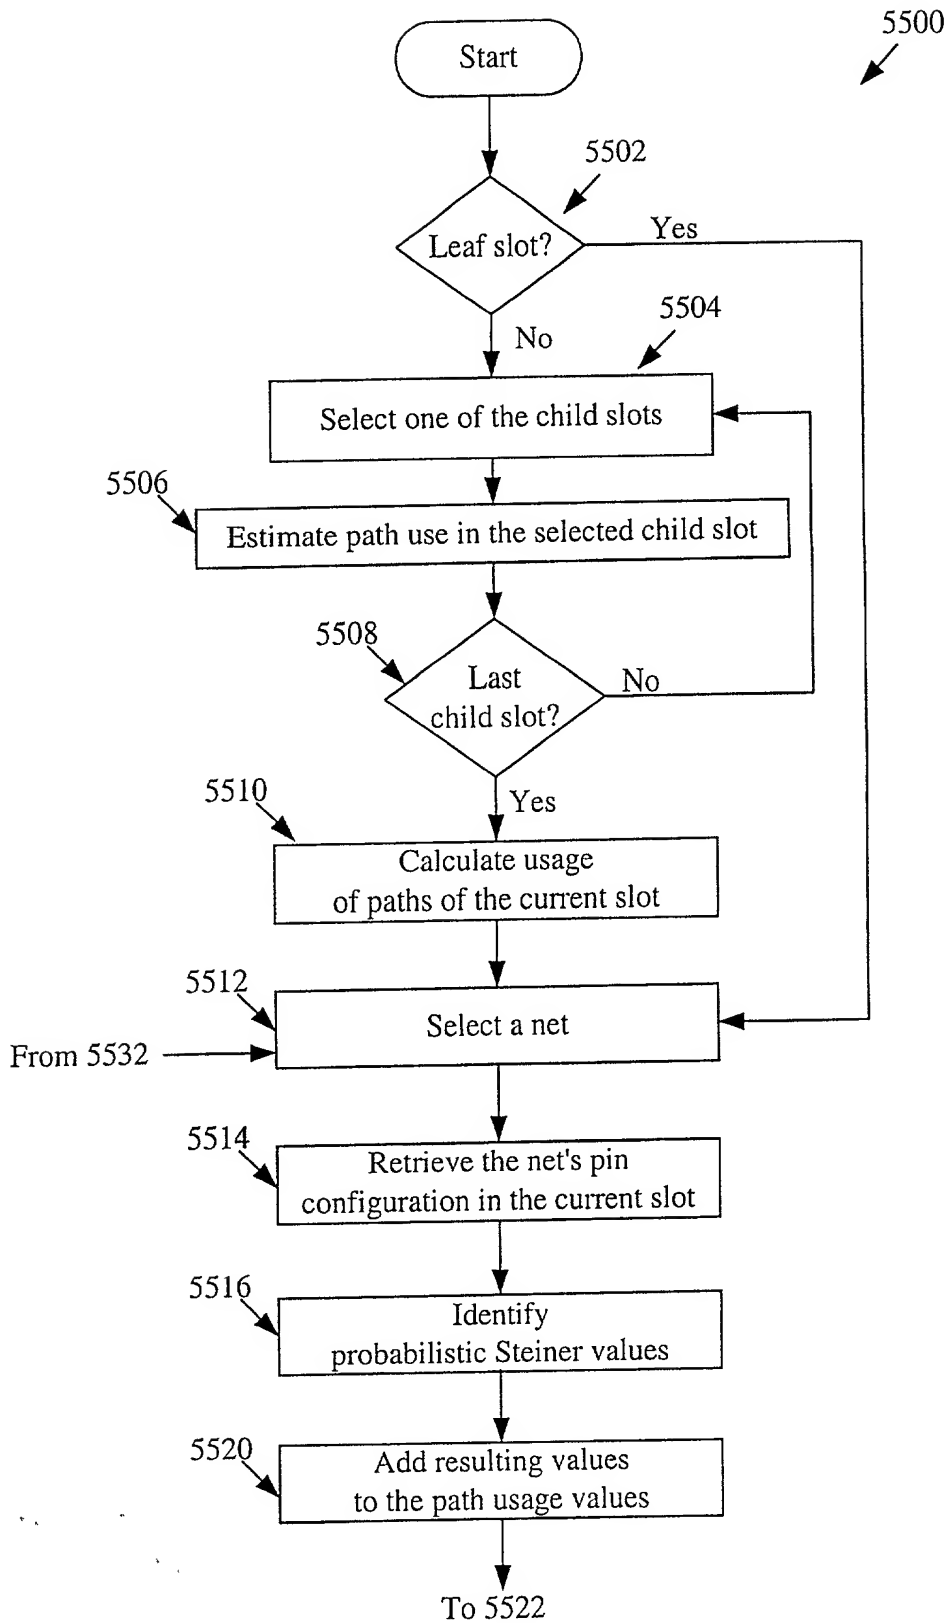 5500
Start
5502
Leaf slot?
Yes
No
5504
Select one of the child slots
5506
Estimate path use in the selected child slot
5508
Last
child slot?
No
Yes
5510
Calculate usage
of paths of the current slot
5512
Select a net
From 5532
5514
Retrieve the net's pin
configuration in the current slot
5516
Identify
probabilistic Steiner values
5520
Add resulting values
to the path usage values
To 5522